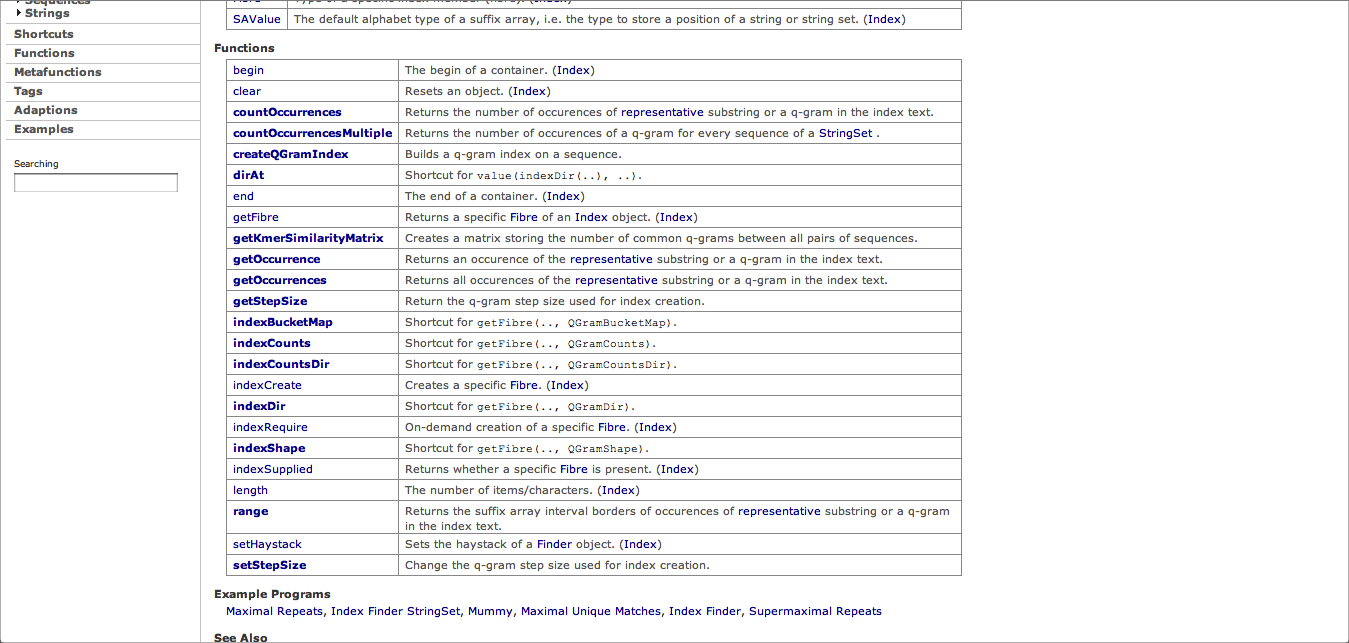 Sequences
Strings
Shortcuts
Functions
Metafunctions
Tags
Adaptions
Examples
Searching
SAValue The default alphabet type of a suffix array, i.e. the type to store a position of a string or string set. (Index)
Functions
begin The begin of a container. (Index)
clear Resets an object. (Index)
countOccurrences Returns the number of occurences of representative substring or a q-gram in the index text.
countOccurrencesMultiple Returns the number of occurences of a q-gram for every sequence of a StringSet .
createQGramIndex Builds a q-gram index on a sequence.
dirAt Shortcut for value(indexDir(..), ..).
end The end of a container. (Index)
getFibre Returns a specific Fibre of an Index object. (Index)
getKmerSimilarityMatrix Creates a matrix storing the number of common q-grams between all pairs of sequences.
getOccurrence Returns an occurence of the representative substring or a q-gram in the index text.
getOccurrences Returns all occurences of the representative substring or a q-gram in the index text.
getStepSize Return the q-gram step size used for index creation.
indexBucketMap Shortcut for getFibre(.., QGramBucketMap).
indexCounts Shortcut for getFibre(.., QGramCounts).
indexCountsDir Shortcut for getFibre(.., QGramCountsDir).
indexCreate Creates a specific Fibre. (Index)
indexDir Shortcut for getFibre(.., QGramDir).
indexRequire On-demand creation of a specific Fibre. (Index)
indexShape Shortcut for getFibre(.., QGramShape).
indexSupplied Returns whether a specific Fibre is present. (Index)
length The number of items/characters. (Index)
range Returns the suffix array interval borders of occurences of representative substring or a q-gram
in the index text.
setHaystack Sets the haystack of a Finder object. (Index)
setStepSize Change the q-gram step size used for index creation.
Example Programs
Maximal Repeats, Index Finder StringSet, Mummy, Maximal Unique Matches, Index Finder, Supermaximal Repeats
See Also